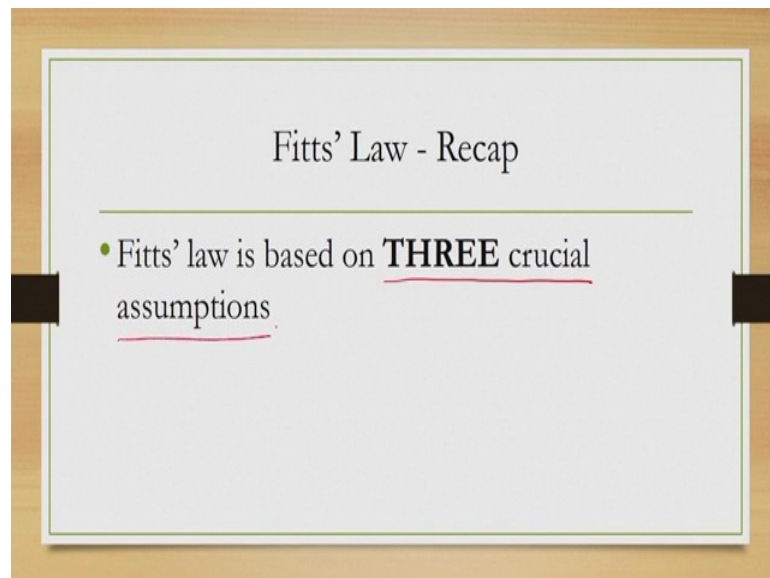 Fitts’ Law - Recap
• Fitts’ law is based on THREE crucial
assumptions